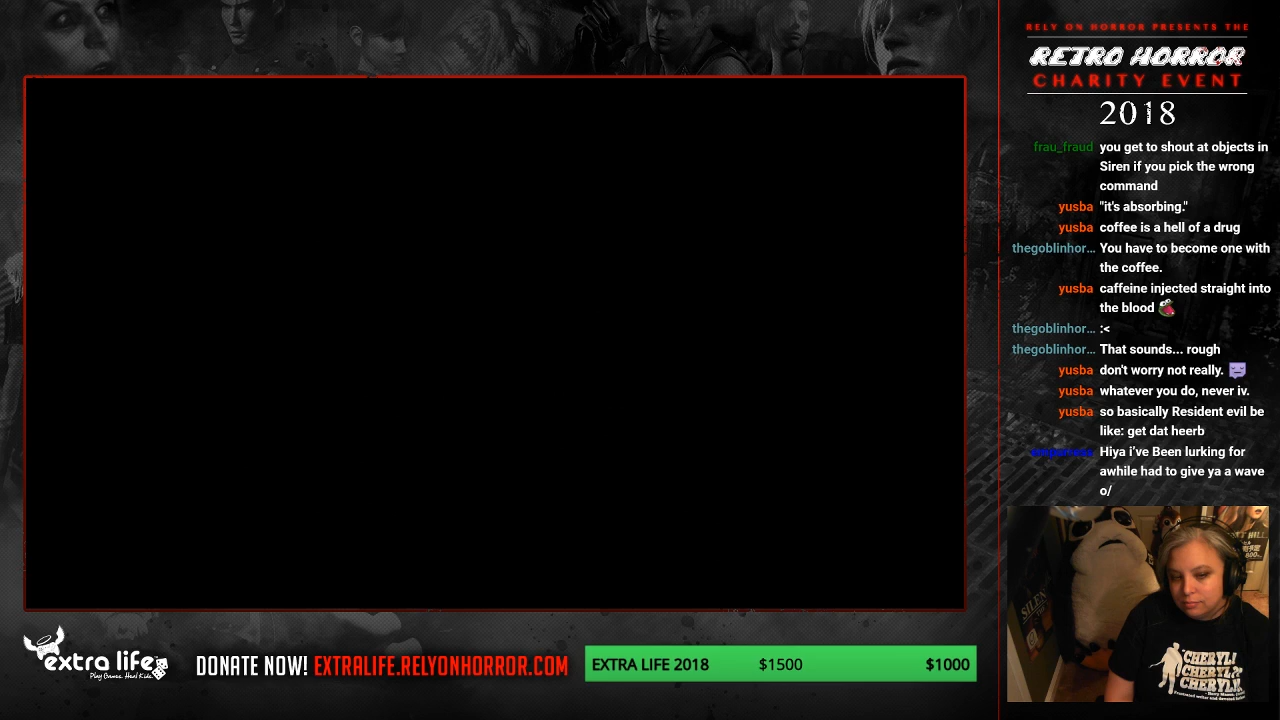 RELY ON HORROR PRESENTS THE
RETRO HORROR
CHARITY EVENT
2018
frau_fraud you get to shout at objects in
Siren if you pick the wrong
command
yusba "it's absorbing."
yusba coffee is a hell of a drug
thegoblinhor... You have to become one with
the coffee.
yusba caffeine injected straight into
the blood
thegoblinhor... :<
thegoblinhor... That sounds... rough
yusba don't worry not really.
yusba whatever you do, never iv.
yusba so basically Resident evil be
like: get dat heerb
Hiya i've Been lurking for
awhile had to give ya a wave
o/
SILENT
CHERYL!
CHERYL?!
CHERYL!!
extra life
Play Games. Heal Kids.
DONATE NOW! EXTRALIFE.RELYONHORROR.COM
EXTRA LIFE 2018 $1500 $1000